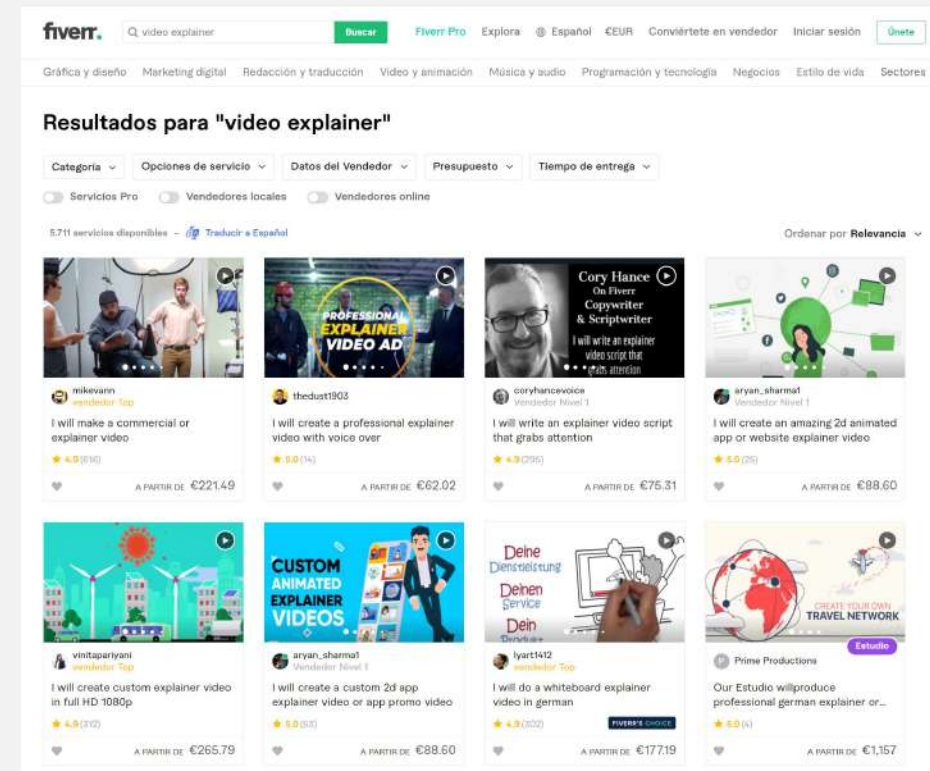 fiverr.
video explainer
Buscar
Fiverr Pro
Explora
Español
€EUR
Conviértete en vendedor
Iniciar sesión
Únete
Gráfica y diseño
Marketing digital
Redacción y traducción
Video y animación
Música y audio
Programación y tecnología
Negocios
Estilo de vida
Sectores
Resultados para "video explainer"
Categoría
Opciones de servicio
Datos del Vendedor
Presupuesto
Tiempo de entrega
Servicios Pro
Vendedores locales
Vendedores online
5.711 servicios disponibles - Traducir a Español
Ordenar por Relevancia
mikevann
vendedor Top
I will make a commercial or
explainer video
4.9 (616)
A PARTIR DE €221.49
PROFESSIONAL
EXPLAINER
VIDEO AD
thedust1903
I will create a professional explainer
video with voice over
5.0 (14)
A PARTIR DE €62.02
Cory Hance
On Fiverr
Copywriter
& Scriptwriter
I will write an explainer
video script that
grabs attention
coryhancevoice
Vendedor Nivel 1
I will write an explainer video script
that grabs attention
4.9 (295)
A PARTIR DE €75.31
aryan_sharma1
Vendedor Nivel 1
I will create an amazing 2d animated
app or website explainer video
5.0 (25)
A PARTIR DE €88.60
vinitapariyani
vendedor Top
I will create custom explainer video
in full HD 1080p
4.9 (312)
A PARTIR DE €265.79
CUSTOM
ANIMATED
EXPLAINER
VIDEOS
aryan_sharma1
Vendedor Nivel 1
I will create a custom 2d app
explainer video or app promo video
5.0 (53)
A PARTIR DE €88.60
Deine
Dienstleistung
Deinen
Service
Dein
Produkt
lyart1412
vendedor Top
I will do a whiteboard explainer
video in german
4.9 (302)
FIVERR'S CHOICE
A PARTIR DE €177.19
CREATE YOUR OWN
TRAVEL NETWORK
Estudio
P Prime Productions
Our Estudio willproduce
professional german explainer or...
5.0 (4)
A PARTIR DE €1,157